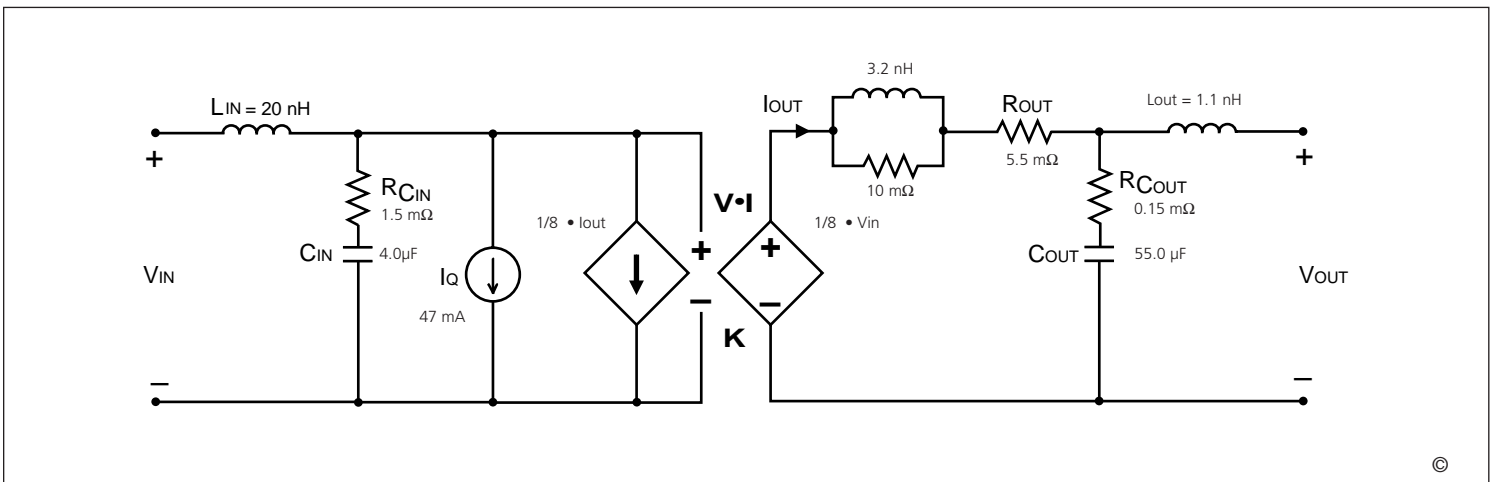 LIN = 20 nH
+
–
VIN
RCIN
1.5 mΩ
CIN
4.0µF
IQ
47 mA
1/8 • Iout
+
–
V•I
K
1/8 • Vin
+
–
IOUT
3.2 nH
10 mΩ
ROUT
5.5 mΩ
RCOUT
0.15 mΩ
COUT
55.0 µF
Lout = 1.1 nH
+
–
VOUT
©